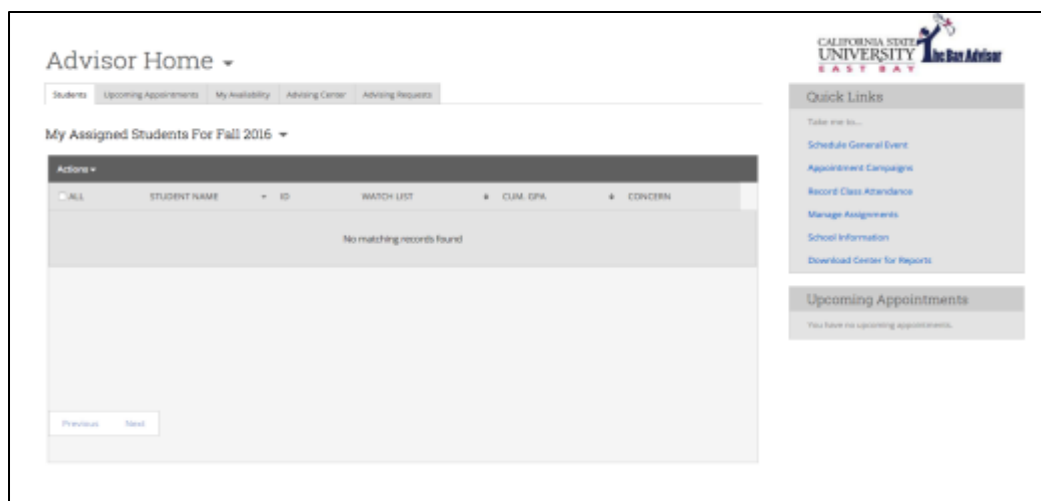 Advisor Home
CALIFORNIA STATE
UNIVERSITY
EAST BAY
The Bay Advisor
Students Upcoming Appointments My Availability Advising Center Advising Requests
My Assigned Students For Fall 2016
Actions
ALL STUDENT NAME ID WATCH LIST CUM. GPA CONCERN
No matching records found
Previous Next
Quick Links
Take me to...
Schedule General Event
Appointment Campaigns
Record Class Attendance
Manage Assignments
School Information
Download Center for Reports
Upcoming Appointments
You have no upcoming appointments.